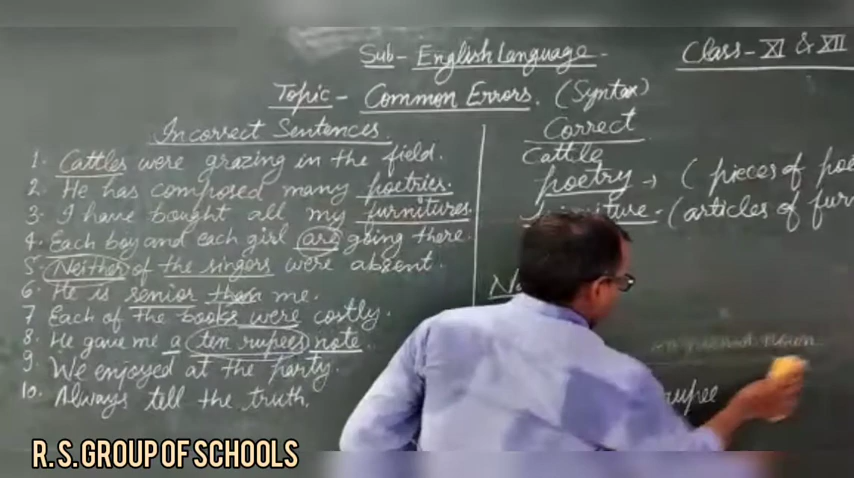 Sub- English Language -
Class- XI & XII
Topic - Common Errors. (Syntax)
Incorrect Sentences.
1. Cattles were grazing in the field.
2. He has composed many poetries.
3. I have bought all my furnitures.
4. Each boy and each girl are going there.
5. Neither of the singers were absent.
6. He is senior than me.
7 Each of the books were costly.
8. He gave me a ten rupees note.
9. We enjoyed at the party.
10. Always tell the truth.
Correct
Cattle
poetry → ( pieces of
furniture - (articles of
noun
rupee
R. S. GROUP OF SCHOOLS